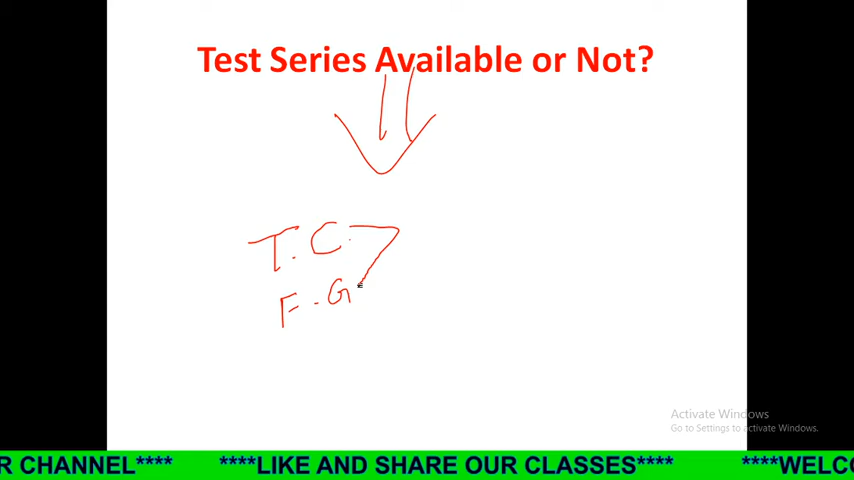 Test Series Available or Not?
T.C.
F.G
Activate Windows
Go to Settings to activate Windows.
R CHANNEL**** ****LIKE AND SHARE OUR CLASSES**** ****WELCO